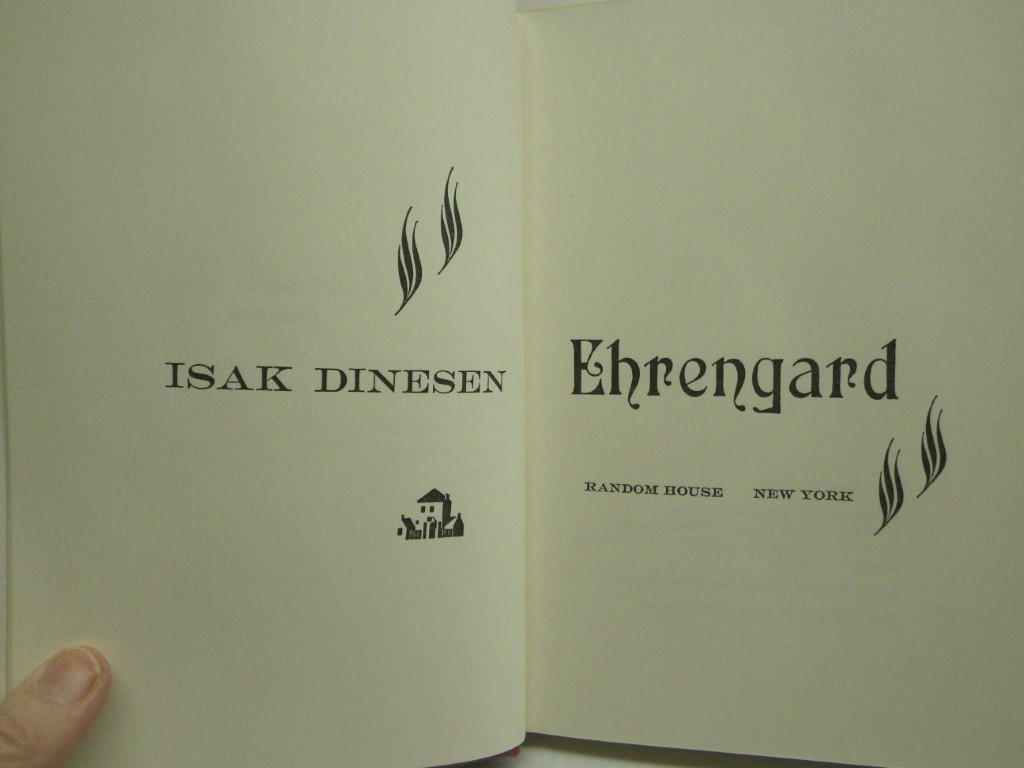 ISAK DINESEN
Ehrengard
RANDOM HOUSE NEW YORK